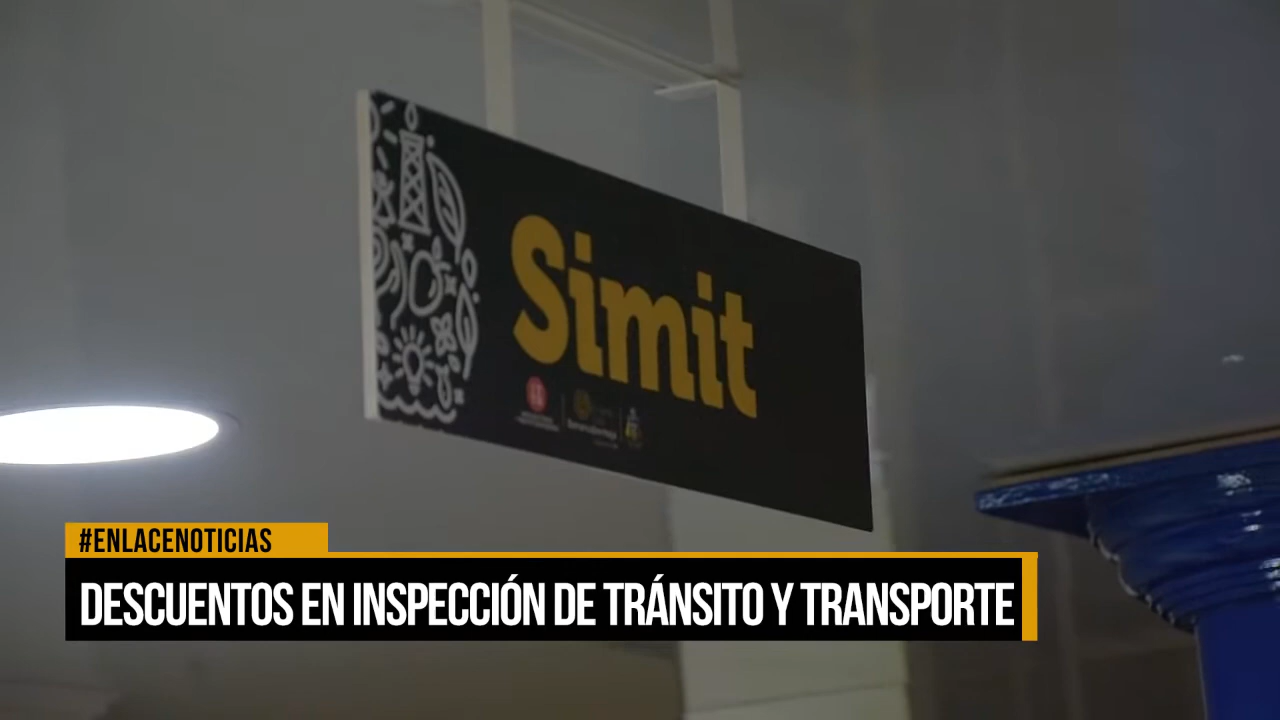 Simit
#ENLACENOTICIAS
DESCUENTOS EN INSPECCIÓN DE TRÁNSITO Y TRANSPORTE